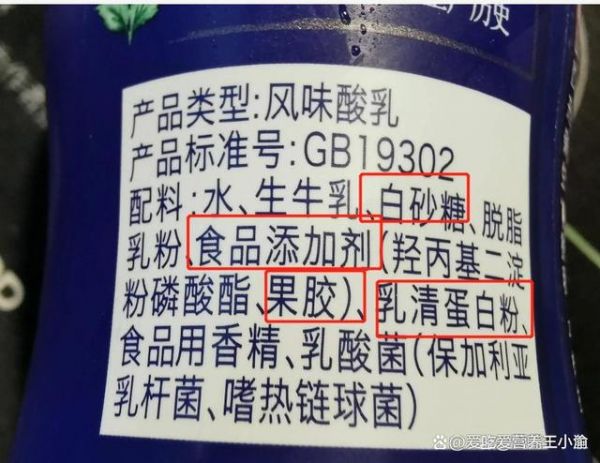 产品类型:风味酸乳
产品标准号:GB19302
配料:水、生牛乳、白砂糖、脱脂
乳粉、食品添加剂(羟丙基二淀
粉磷酸酯、果胶)、乳清蛋白粉、
食品用香精、乳酸菌(保加利亚
乳杆菌、嗜热链球菌)
爱吃爱营养王小瀹